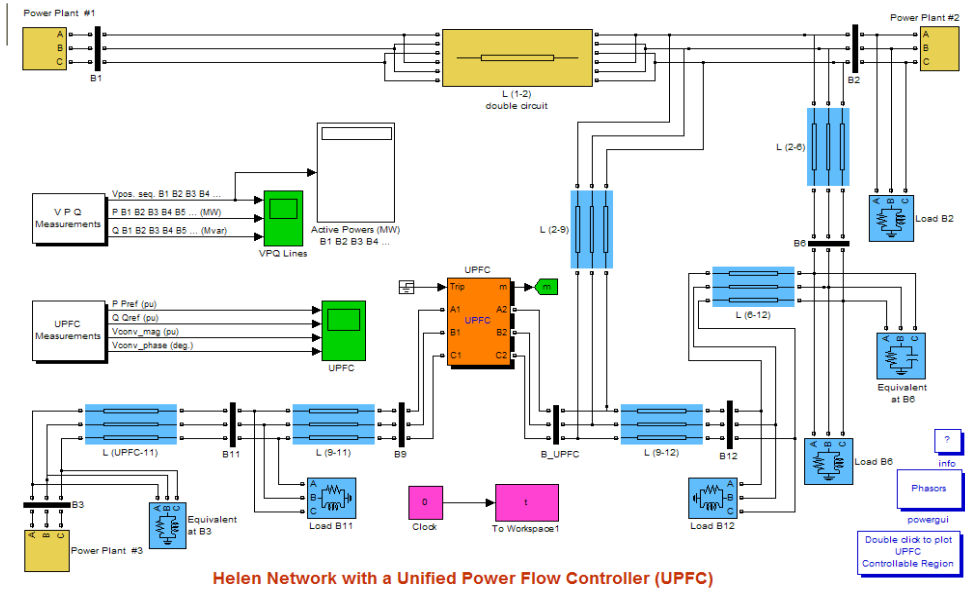 Power Plant #1
A
B
C
B1
L (1-2)
double circuit
Power Plant #2
A
B
C
B2
L (2-6)
A B C
Load B2
V P Q
Measurements
Vpos. seq. B1 B2 B3 B4 ...
P B1 B2 B3 B4 B5 ... (MW)
Q B1 B2 B3 B4 B5 ... (Mvar)
VPQ Lines
Active Powers (MW)
B1 B2 B3 B4 ...
L (2-9)
B6
UPFC
Trip
m
m
A1
A2
UPFC
B1
B2
C1
C2
L (6-12)
UPFC
Measurements
P Pref (pu)
Q Qref (pu)
Vconv_mag (pu)
Vconv_phase (deg.)
UPFC
A B C
Equivalent
at B6
L (UPFC-11)
B11
L (9-11)
B9
B_UPFC
L (9-12)
B12
A B C
Load B6
?
info
Phasors
powergui
Double click to plot
UPFC
Controllable Region
B3
A B C
Power Plant #3
A B C
Equivalent
at B3
A
B
C
Load B11
0
Clock
t
To Workspace1
A
B
C
Load B12
Helen Network with a Unified Power Flow Controller (UPFC)